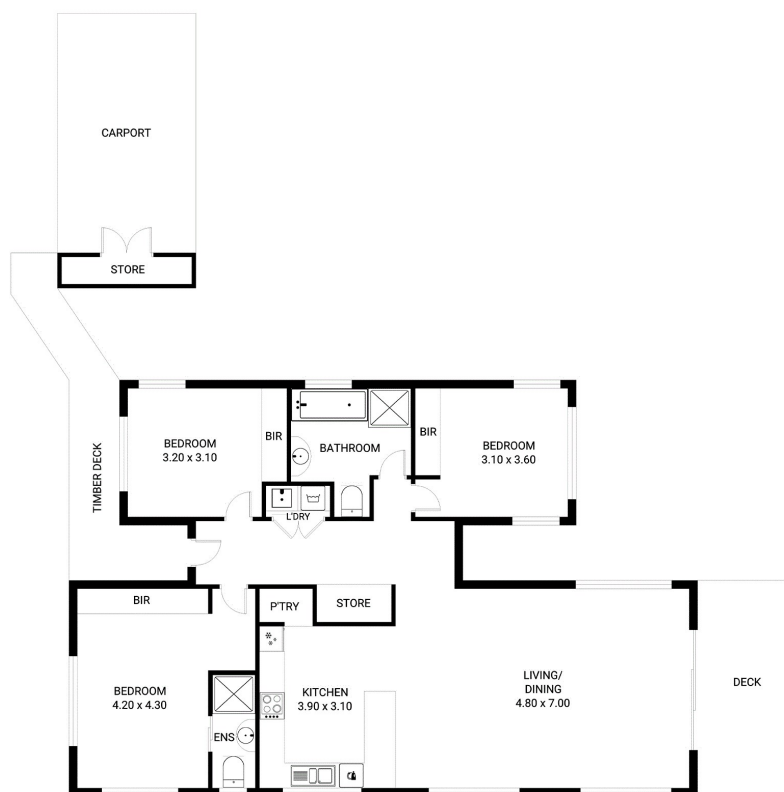 CARPORT
STORE
TIMBER DECK
BEDROOM
3.20 x 3.10
BIR
BATHROOM
BIR
BEDROOM
3.10 x 3.60
L'DRY
BIR
P'TRY
STORE
BEDROOM
4.20 x 4.30
ENS
KITCHEN
3.90 x 3.10
LIVING/
DINING
4.80 x 7.00
DECK